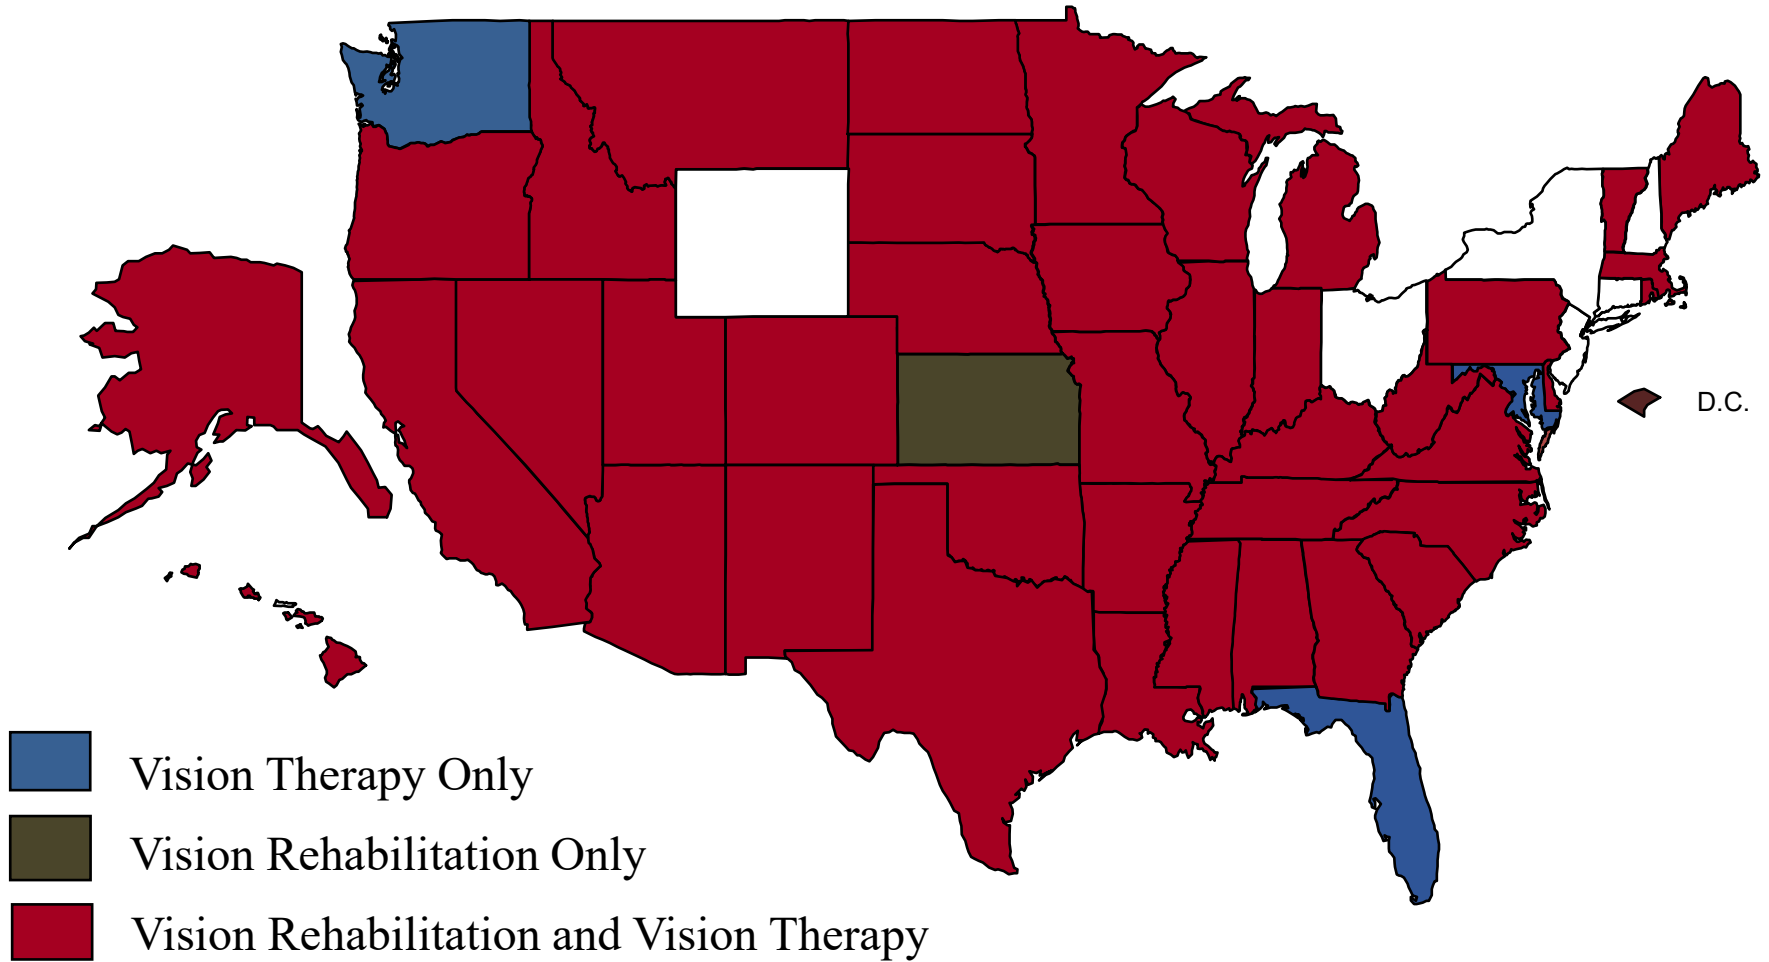 D.C.
Vision Therapy Only
Vision Rehabilitation Only
Vision Rehabilitation and Vision Therapy